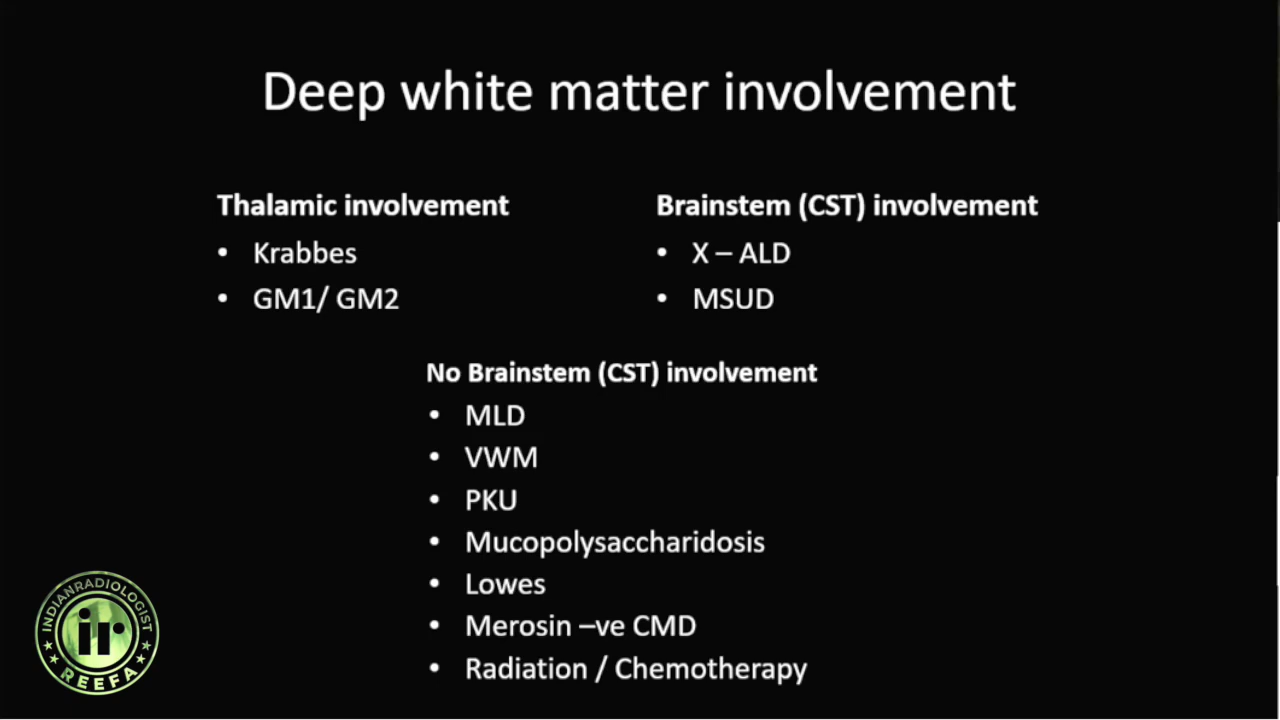 Deep white matter involvement
Thalamic involvement
• Krabbes
• GM1/ GM2
Brainstem (CST) involvement
• X – ALD
• MSUD
No Brainstem (CST) involvement
• MLD
• VWM
• PKU
• Mucopolysaccharidosis
• Lowes
• Merosin –ve CMD
• Radiation / Chemotherapy
INDIANRADIOLOGIST
ir
REEFA